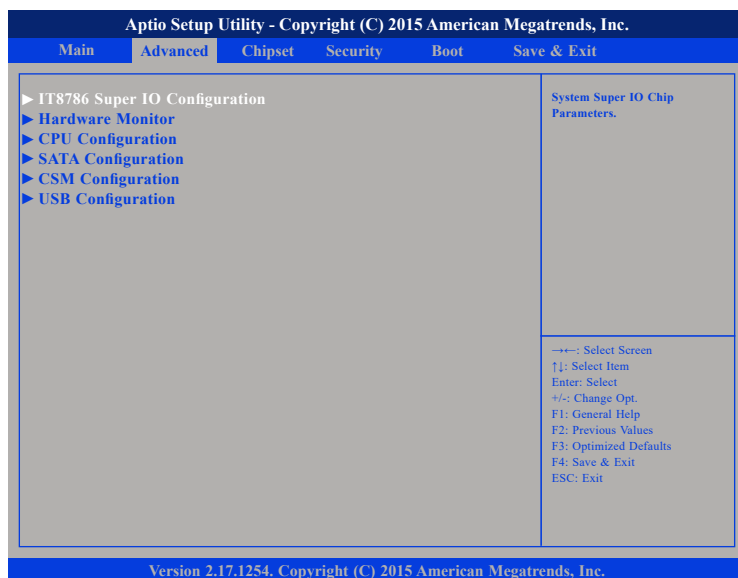 Aptio Setup Utility - Copyright (C) 2015 American Megatrends, Inc.
Main Advanced Chipset Security Boot Save & Exit
▶ IT8786 Super IO Configuration
▶ Hardware Monitor
▶ CPU Configuration
▶ SATA Configuration
▶ CSM Configuration
▶ USB Configuration
System Super IO Chip
Parameters.
→←: Select Screen
↑↓: Select Item
Enter: Select
+/-: Change Opt.
F1: General Help
F2: Previous Values
F3: Optimized Defaults
F4: Save & Exit
ESC: Exit
Version 2.17.1254. Copyright (C) 2015 American Megatrends, Inc.